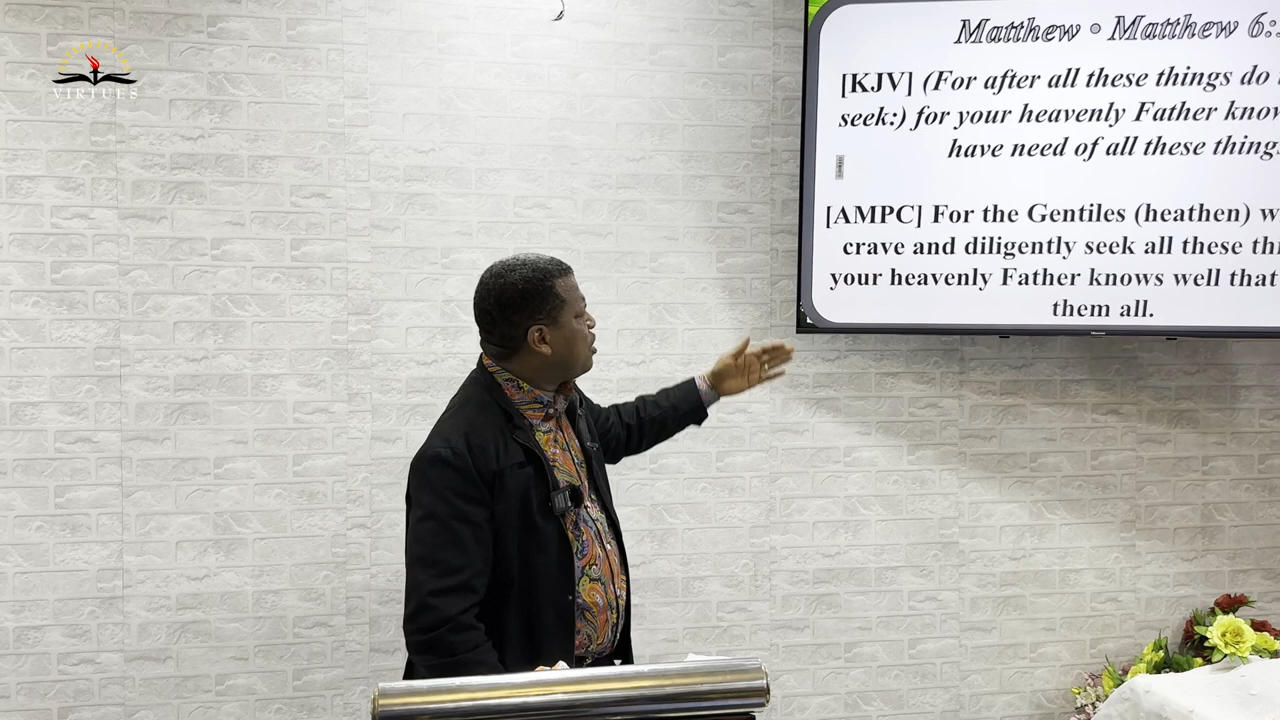 VIRTUES
Matthew • Matthew 6:
[KJV] (For after all these things do
seek:) for your heavenly Father know
have need of all these things
[AMPC] For the Gentiles (heathen) w
crave and diligently seek all these thi
your heavenly Father knows well that
them all.
Hisense